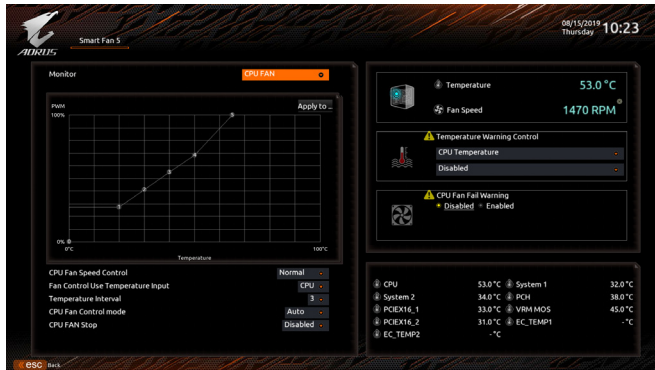 AORUS
Smart Fan 5
08/15/2019
Thursday
10:23
Monitor
CPU FAN
PWM
100%
Apply to ...
0%
0°C
100°C
Temperature
CPU Fan Speed Control Normal
Fan Control Use Temperature Input CPU
Temperature Interval 3
CPU Fan Control mode Auto
CPU FAN Stop Disabled
Temperature 53.0 °C
Fan Speed 1470 RPM
Temperature Warning Control
CPU Temperature
Disabled
CPU Fan Fail Warning
Disabled Enabled
CPU 53.0 °C System 1 32.0 °C
System 2 34.0 °C PCH 38.0 °C
PCIEX16_1 33.0 °C VRM MOS 45.0 °C
PCIEX16_2 31.0 °C EC_TEMP1 - °C
EC_TEMP2 - °C
esc Back